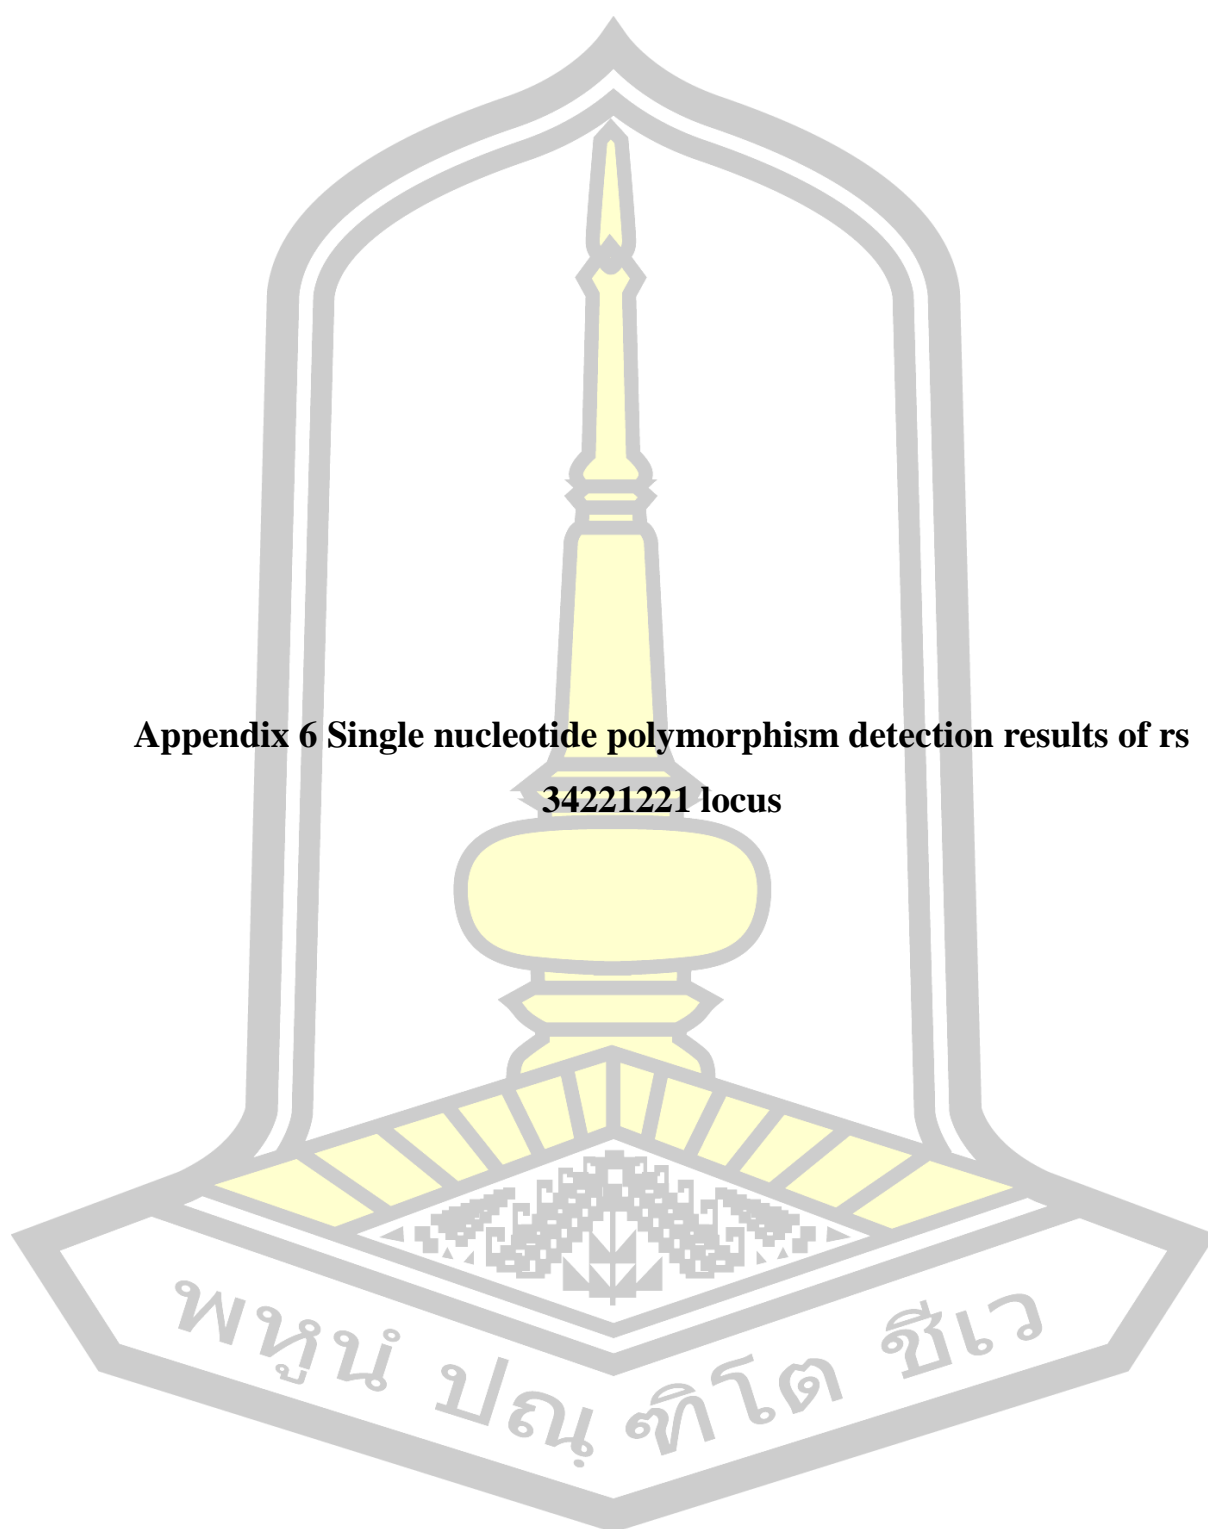 Appendix 6 Single nucleotide polymorphism detection results of rs
34221221 locus
พหูนํ ปณฺ ฑิโต ชีเว